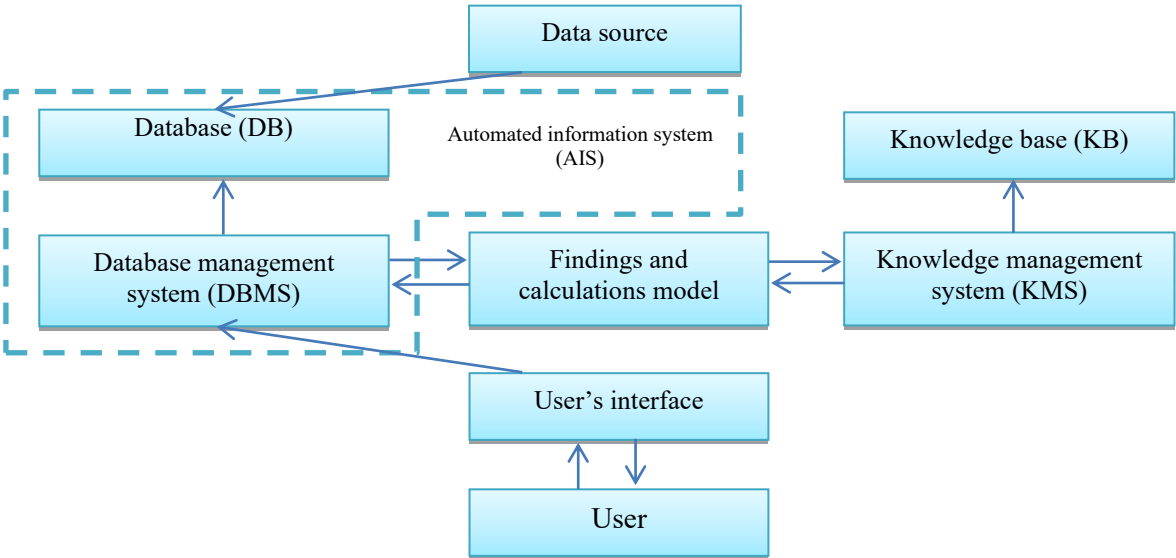 Data source
Database (DB)
Automated information system
(AIS)
Knowledge base (KB)
Database management
system (DBMS)
Findings and
calculations model
Knowledge management
system (KMS)
User’s interface
User